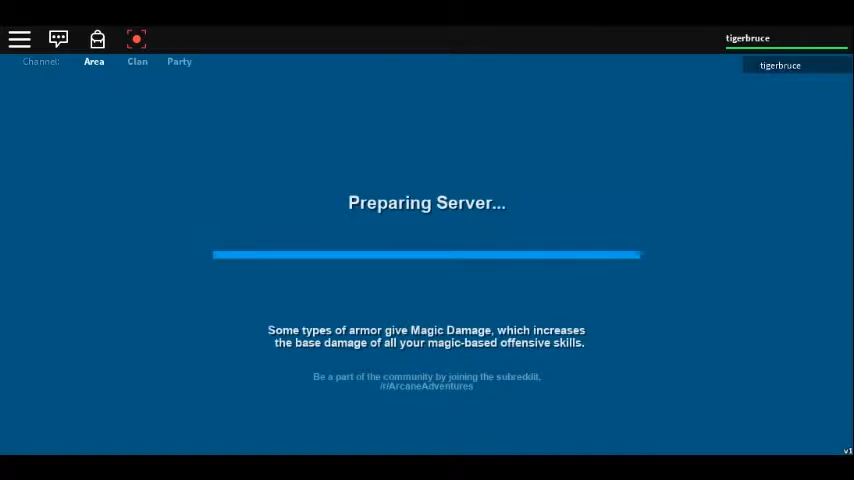 tigerbruce
Channel: Area Clan Party
tigerbruce
Preparing Server...
Some types of armor give Magic Damage, which increases
the base damage of all your magic-based offensive skills.
Be a part of the community by joining the subreddit,
/r/ArcaneAdventures
v1